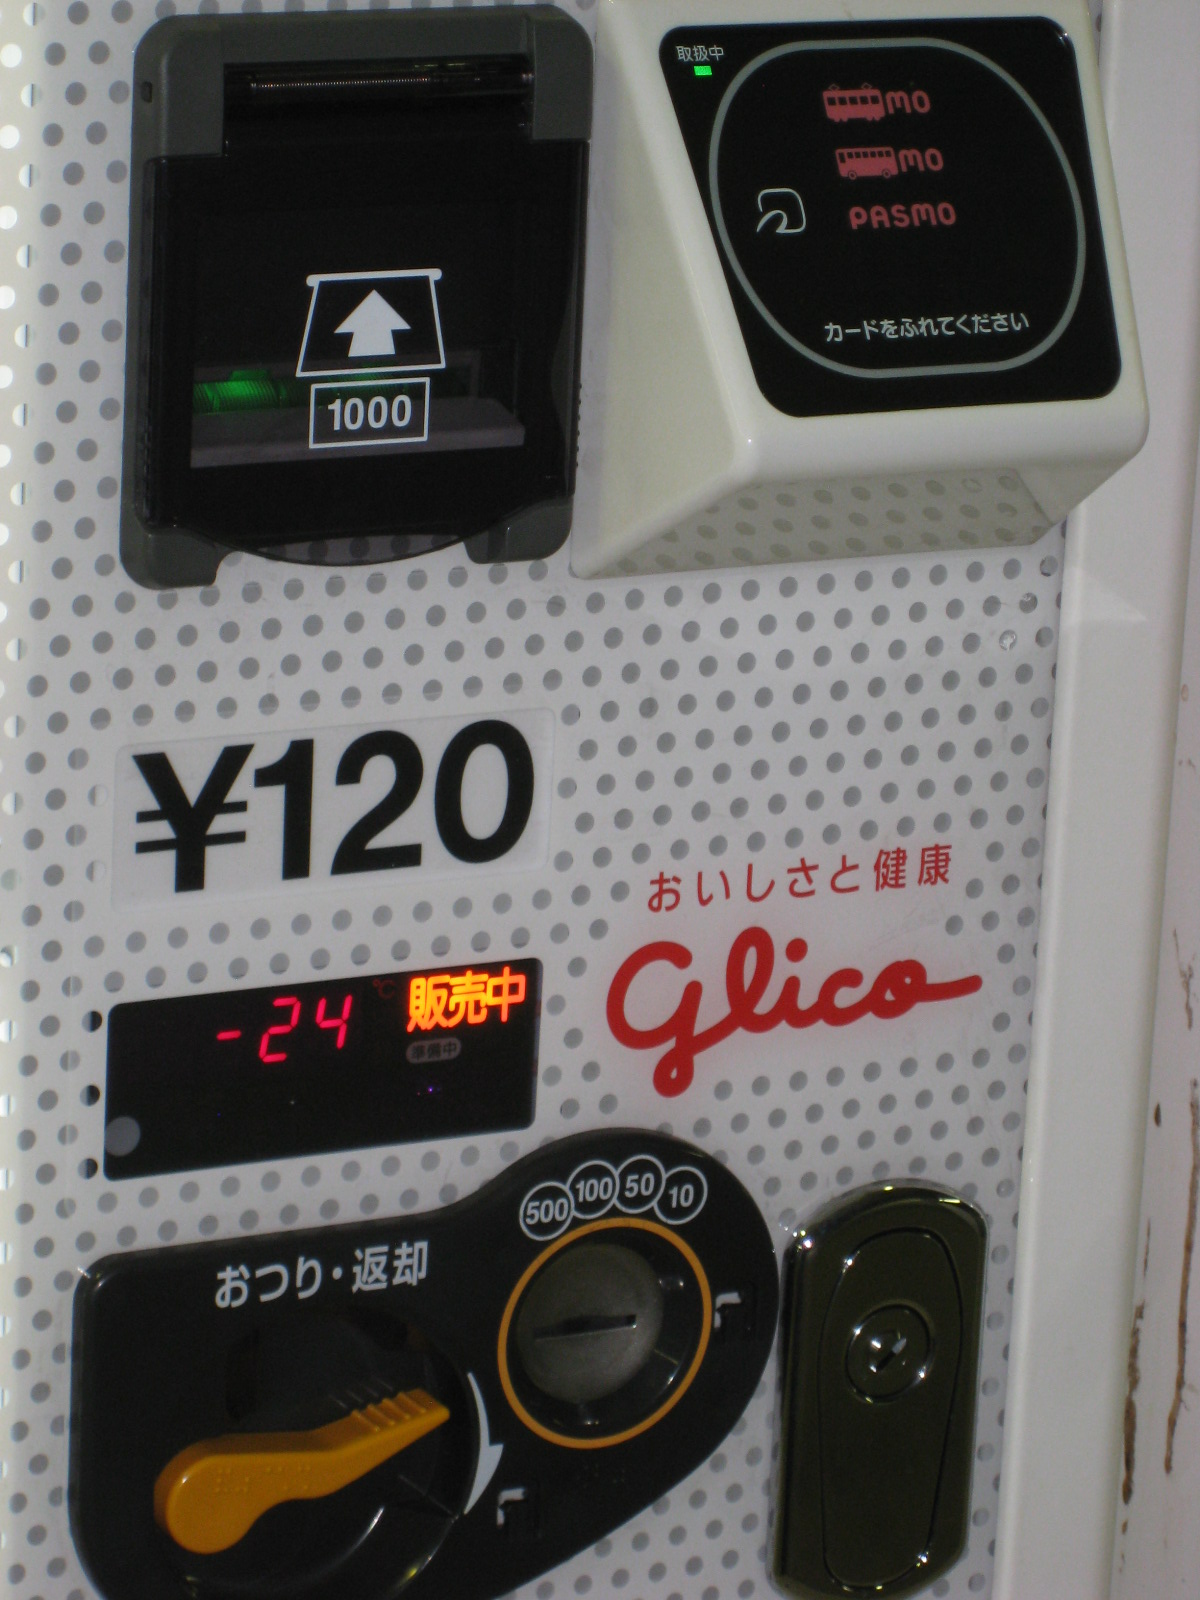 取扱中
mo
mo
PASMO
カードをふれてください
1000
¥120
おいしさと健康
Glico
-24 °C 販売中
準備中
500 100 50 10
おつり・返却